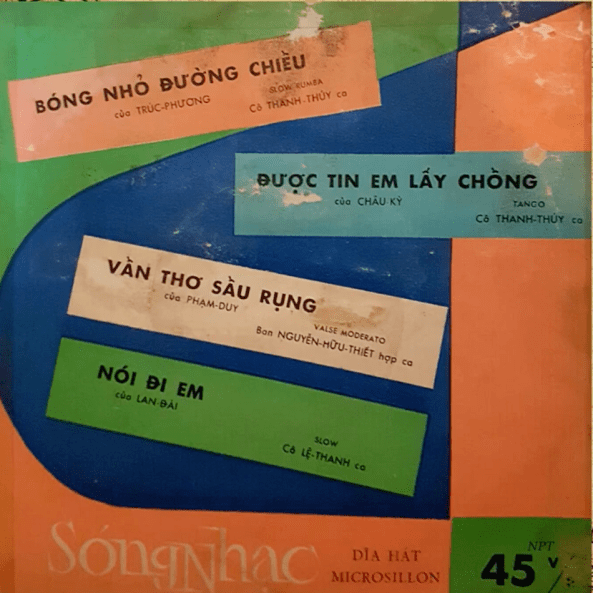 BÓNG NHỎ ĐƯỜNG CHIỀU
SLOW RUMBA
của TRÚC-PHƯƠNG Cô THANH-THÚY ca
ĐƯỢC TIN EM LẤY CHỒNG
của CHÂU-KỲ TANGO
Cô THANH-THÚY ca
VẦN THƠ SẦU RỤNG
của PHẠM-DUY
VALSE MODERATO
Ban NGUYỄN-HỮU-THIẾT hợp ca
NÓI ĐI EM
của LAN-ĐÀI
SLOW
Cô LỆ-THANH ca
SóngNhạc
DĨA HÁT
MICROSILLON
NPT
45 V/